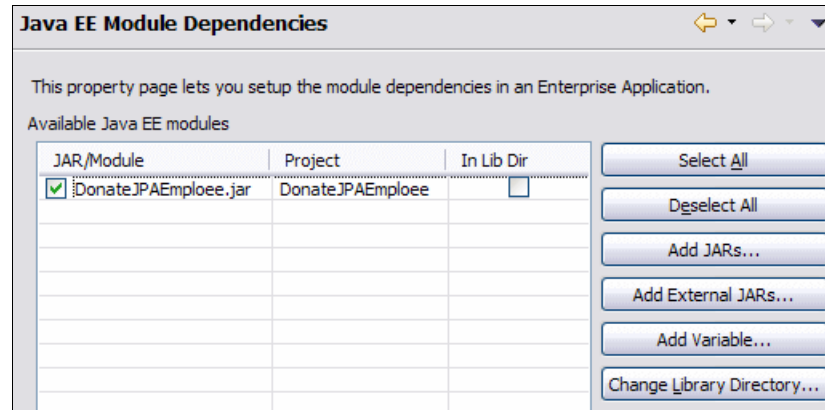 Java EE Module Dependencies
This property page lets you setup the module dependencies in an Enterprise Application.
Available Java EE modules
JAR/Module Project In Lib Dir
DonateJPAEmploee.jar DonateJPAEmploee
Select All
Deselect All
Add JARs...
Add External JARs...
Add Variable...
Change Library Directory...